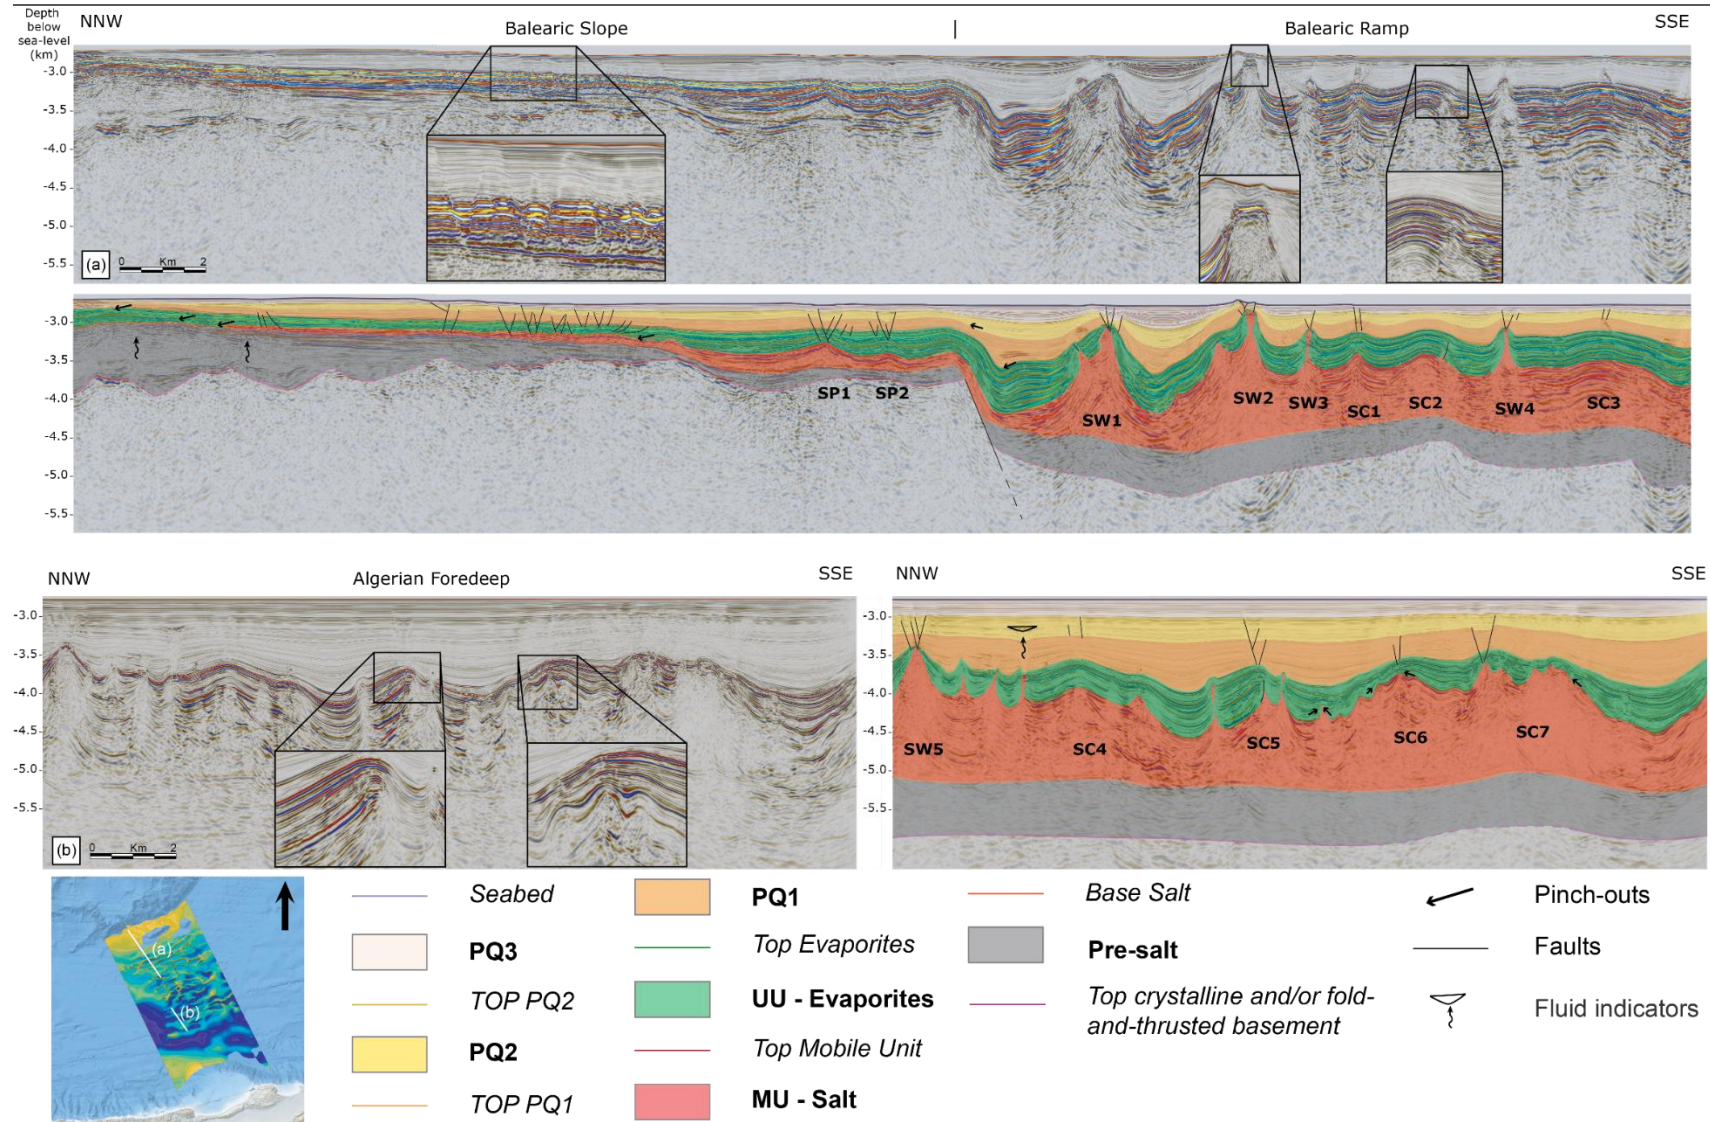 Depth
below
sea-level
(km)
NNW
Balearic Slope
|
Balearic Ramp
SSE
-3.0
-3.5
-4.0
-4.5
-5.0
-5.5
(a)
0 Km 2
-3.0
-3.5
-4.0
-4.5
-5.0
-5.5
SP1
SP2
SW1
SW2
SW3
SC1
SC2
SW4
SC3
NNW
Algerian Foredeep
SSE
NNW
SSE
-3.0
-3.5
-4.0
-4.5
-5.0
-5.5
(b)
0 Km 2
-3.0
-3.5
-4.0
-4.5
-5.0
-5.5
SW5
SC4
SC5
SC6
SC7
(a)
(b)
Seabed
PQ3
TOP PQ2
PQ2
TOP PQ1
PQ1
Top Evaporites
UU - Evaporites
Top Mobile Unit
MU - Salt
Base Salt
Pre-salt
Top crystalline and/or fold-
and-thrusted basement
Pinch-outs
Faults
Fluid indicators